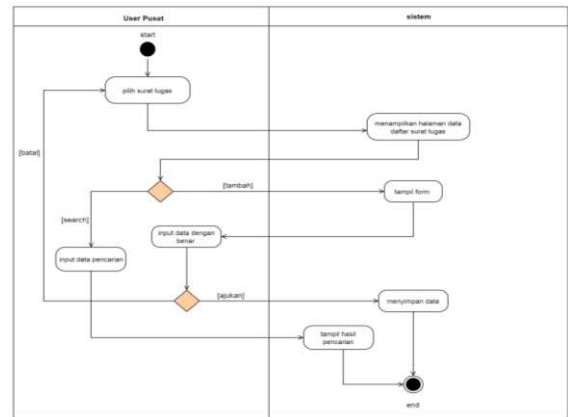 User Pusat
sistem
start
pilih surat tugas
menampilkan halaman data
daftar surat tugas
[batal]
[tambah]
tampil form
[search]
input data dengan
benar
input data pencarian
[ajukan]
menyimpan data
tampil hasil
pencarian
end